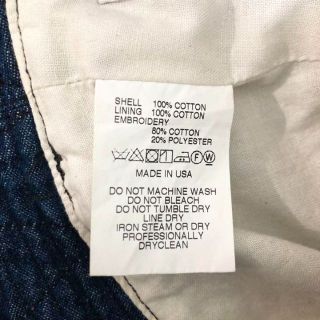 SHELL 100% COTTON
LINING 100% COTTON
EMBROIDERY
80% COTTON
20% POLYESTER
MADE IN USA
DO NOT MACHINE WASH
DO NOT BLEACH
DO NOT TUMBLE DRY
LINE DRY
IRON STEAM OR DRY
PROFESSIONALLY
DRYCLEAN